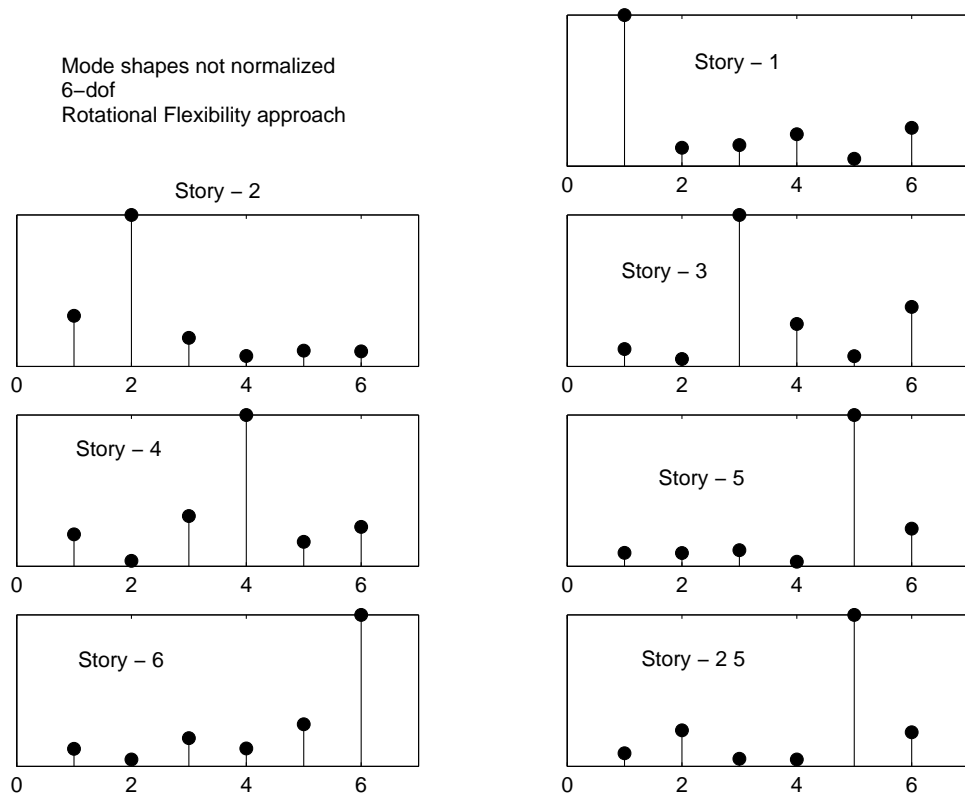 Mode shapes not normalized
6−dof
Rotational Flexibility approach
Story − 1
0 2 4 6
Story − 2
0 2 4 6
Story − 3
0 2 4 6
Story − 4
0 2 4 6
Story − 5
0 2 4 6
Story − 6
0 2 4 6
Story − 2 5
0 2 4 6